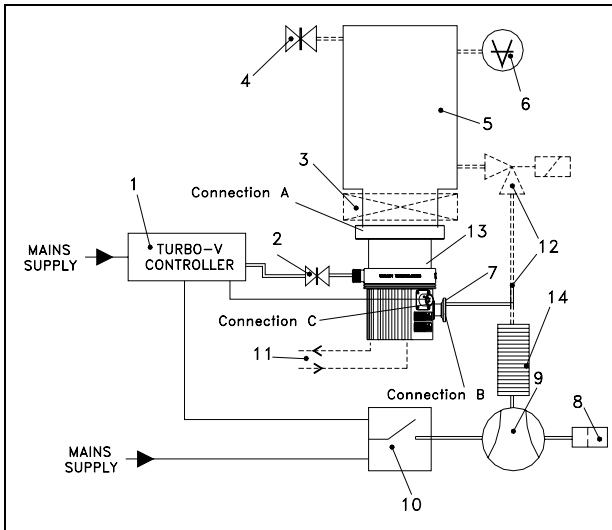 4
6
5
3
Connection A
1
2
13
7
12
MAINS
SUPPLY
TURBO-V
CONTROLLER
Connection C
14
11
Connection B
9
8
MAINS
SUPPLY
10